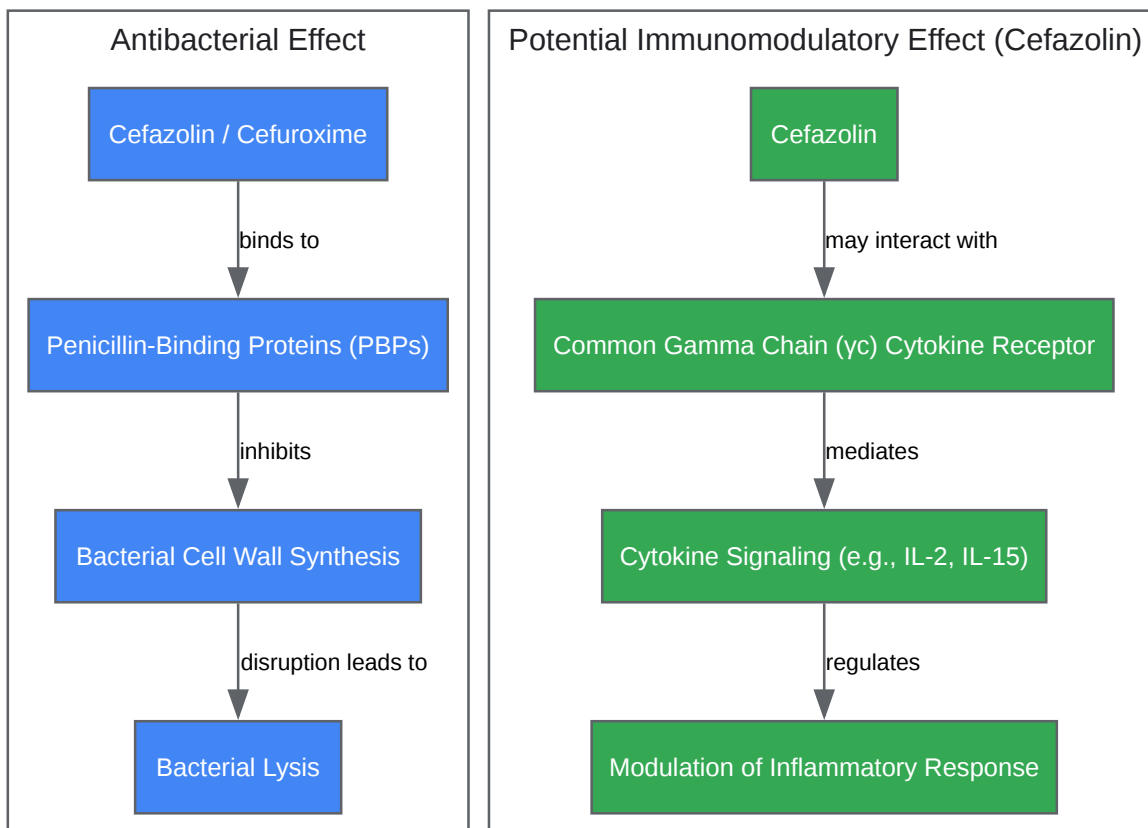 Antibacterial Effect
Cefazolin / Cefuroxime
binds to
Penicillin-Binding Proteins (PBPs)
inhibits
Bacterial Cell Wall Synthesis
disruption leads to
Bacterial Lysis
Potential Immunomodulatory Effect (Cefazolin)
Cefazolin
may interact with
Common Gamma Chain (γc) Cytokine Receptor
mediates
Cytokine Signaling (e.g., IL-2, IL-15)
regulates
Modulation of Inflammatory Response